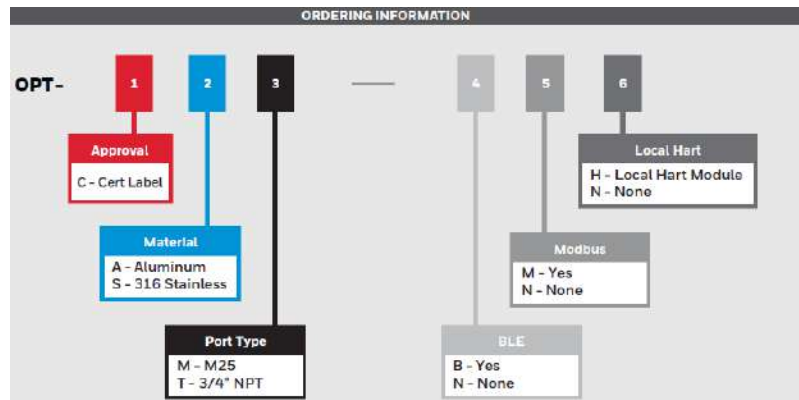 ORDERING INFORMATION
OPT- 1 2 3 — 4 5 6
Approval
C - Cert Label
Local Hart
H - Local Hart Module
N - None
Material
A - Aluminum
S - 316 Stainless
Modbus
M - Yes
N - None
Port Type
M - M25
T - 3/4" NPT
BLE
B - Yes
N - None